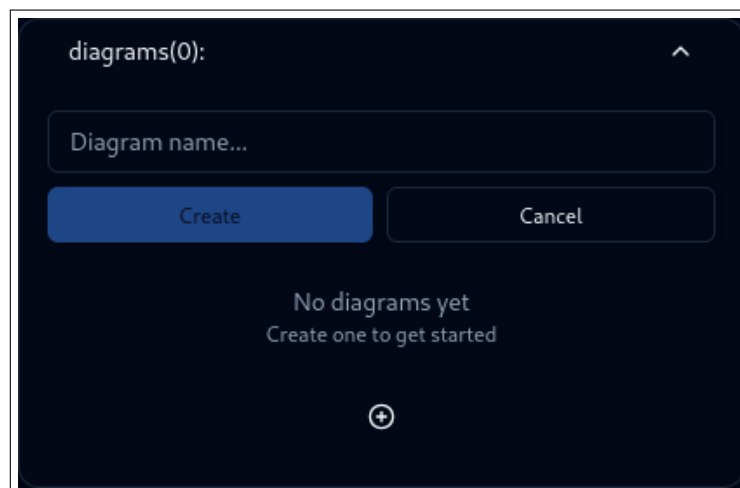 diagrams(0):
Diagram name...
Create
Cancel
No diagrams yet
Create one to get started